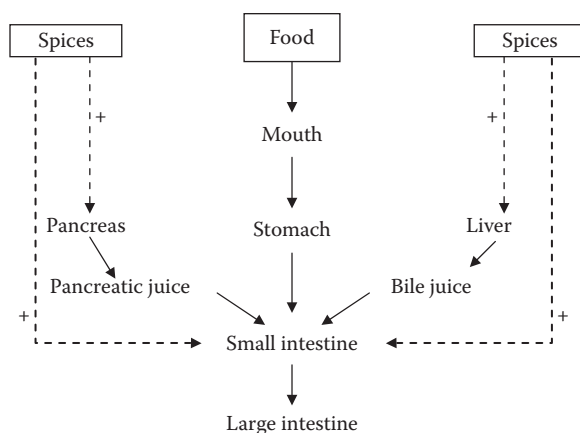 Spices
Food
Spices
+
+
Mouth
Pancreas
Stomach
Liver
Pancreatic juice
Bile juice
+
+
Small intestine
Large intestine